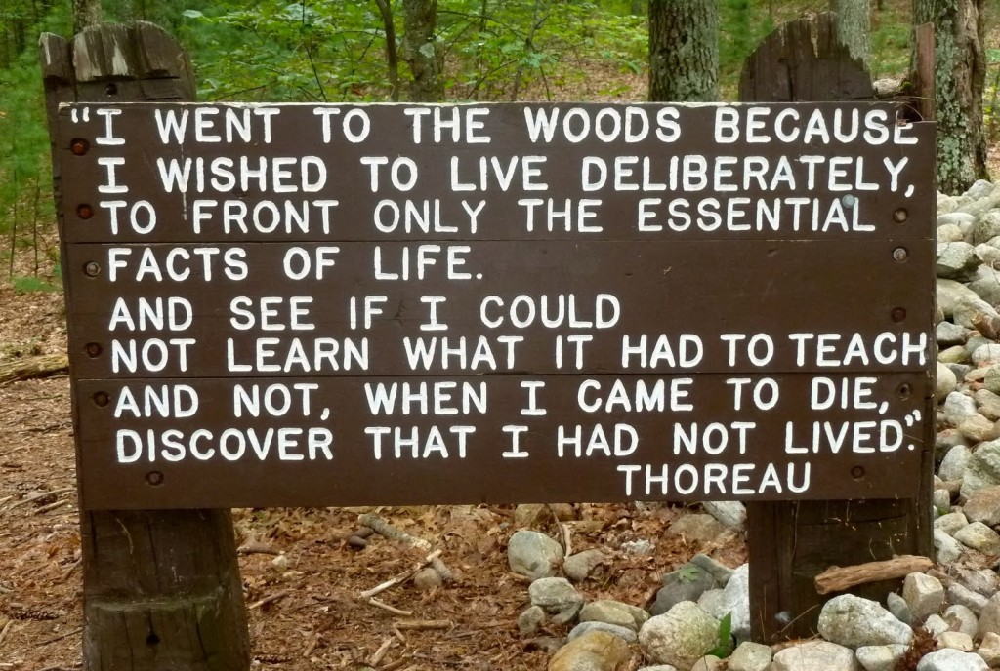 "I WENT TO THE WOODS BECAUSE
I WISHED TO LIVE DELIBERATELY,
TO FRONT ONLY THE ESSENTIAL
FACTS OF LIFE.
AND SEE IF I COULD
NOT LEARN WHAT IT HAD TO TEACH
AND NOT, WHEN I CAME TO DIE,
DISCOVER THAT I HAD NOT LIVED."
THOREAU